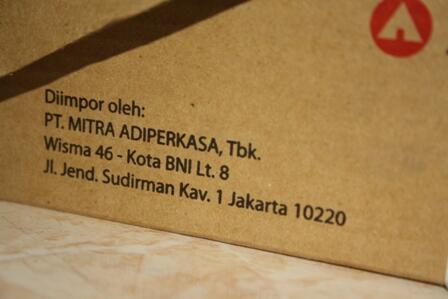 Diimpor oleh:
PT. MITRA ADIPERKASA, Tbk.
Wisma 46 - Kota BNI Lt. 8
Jl. Jend. Sudirman Kav. 1 Jakarta 10220